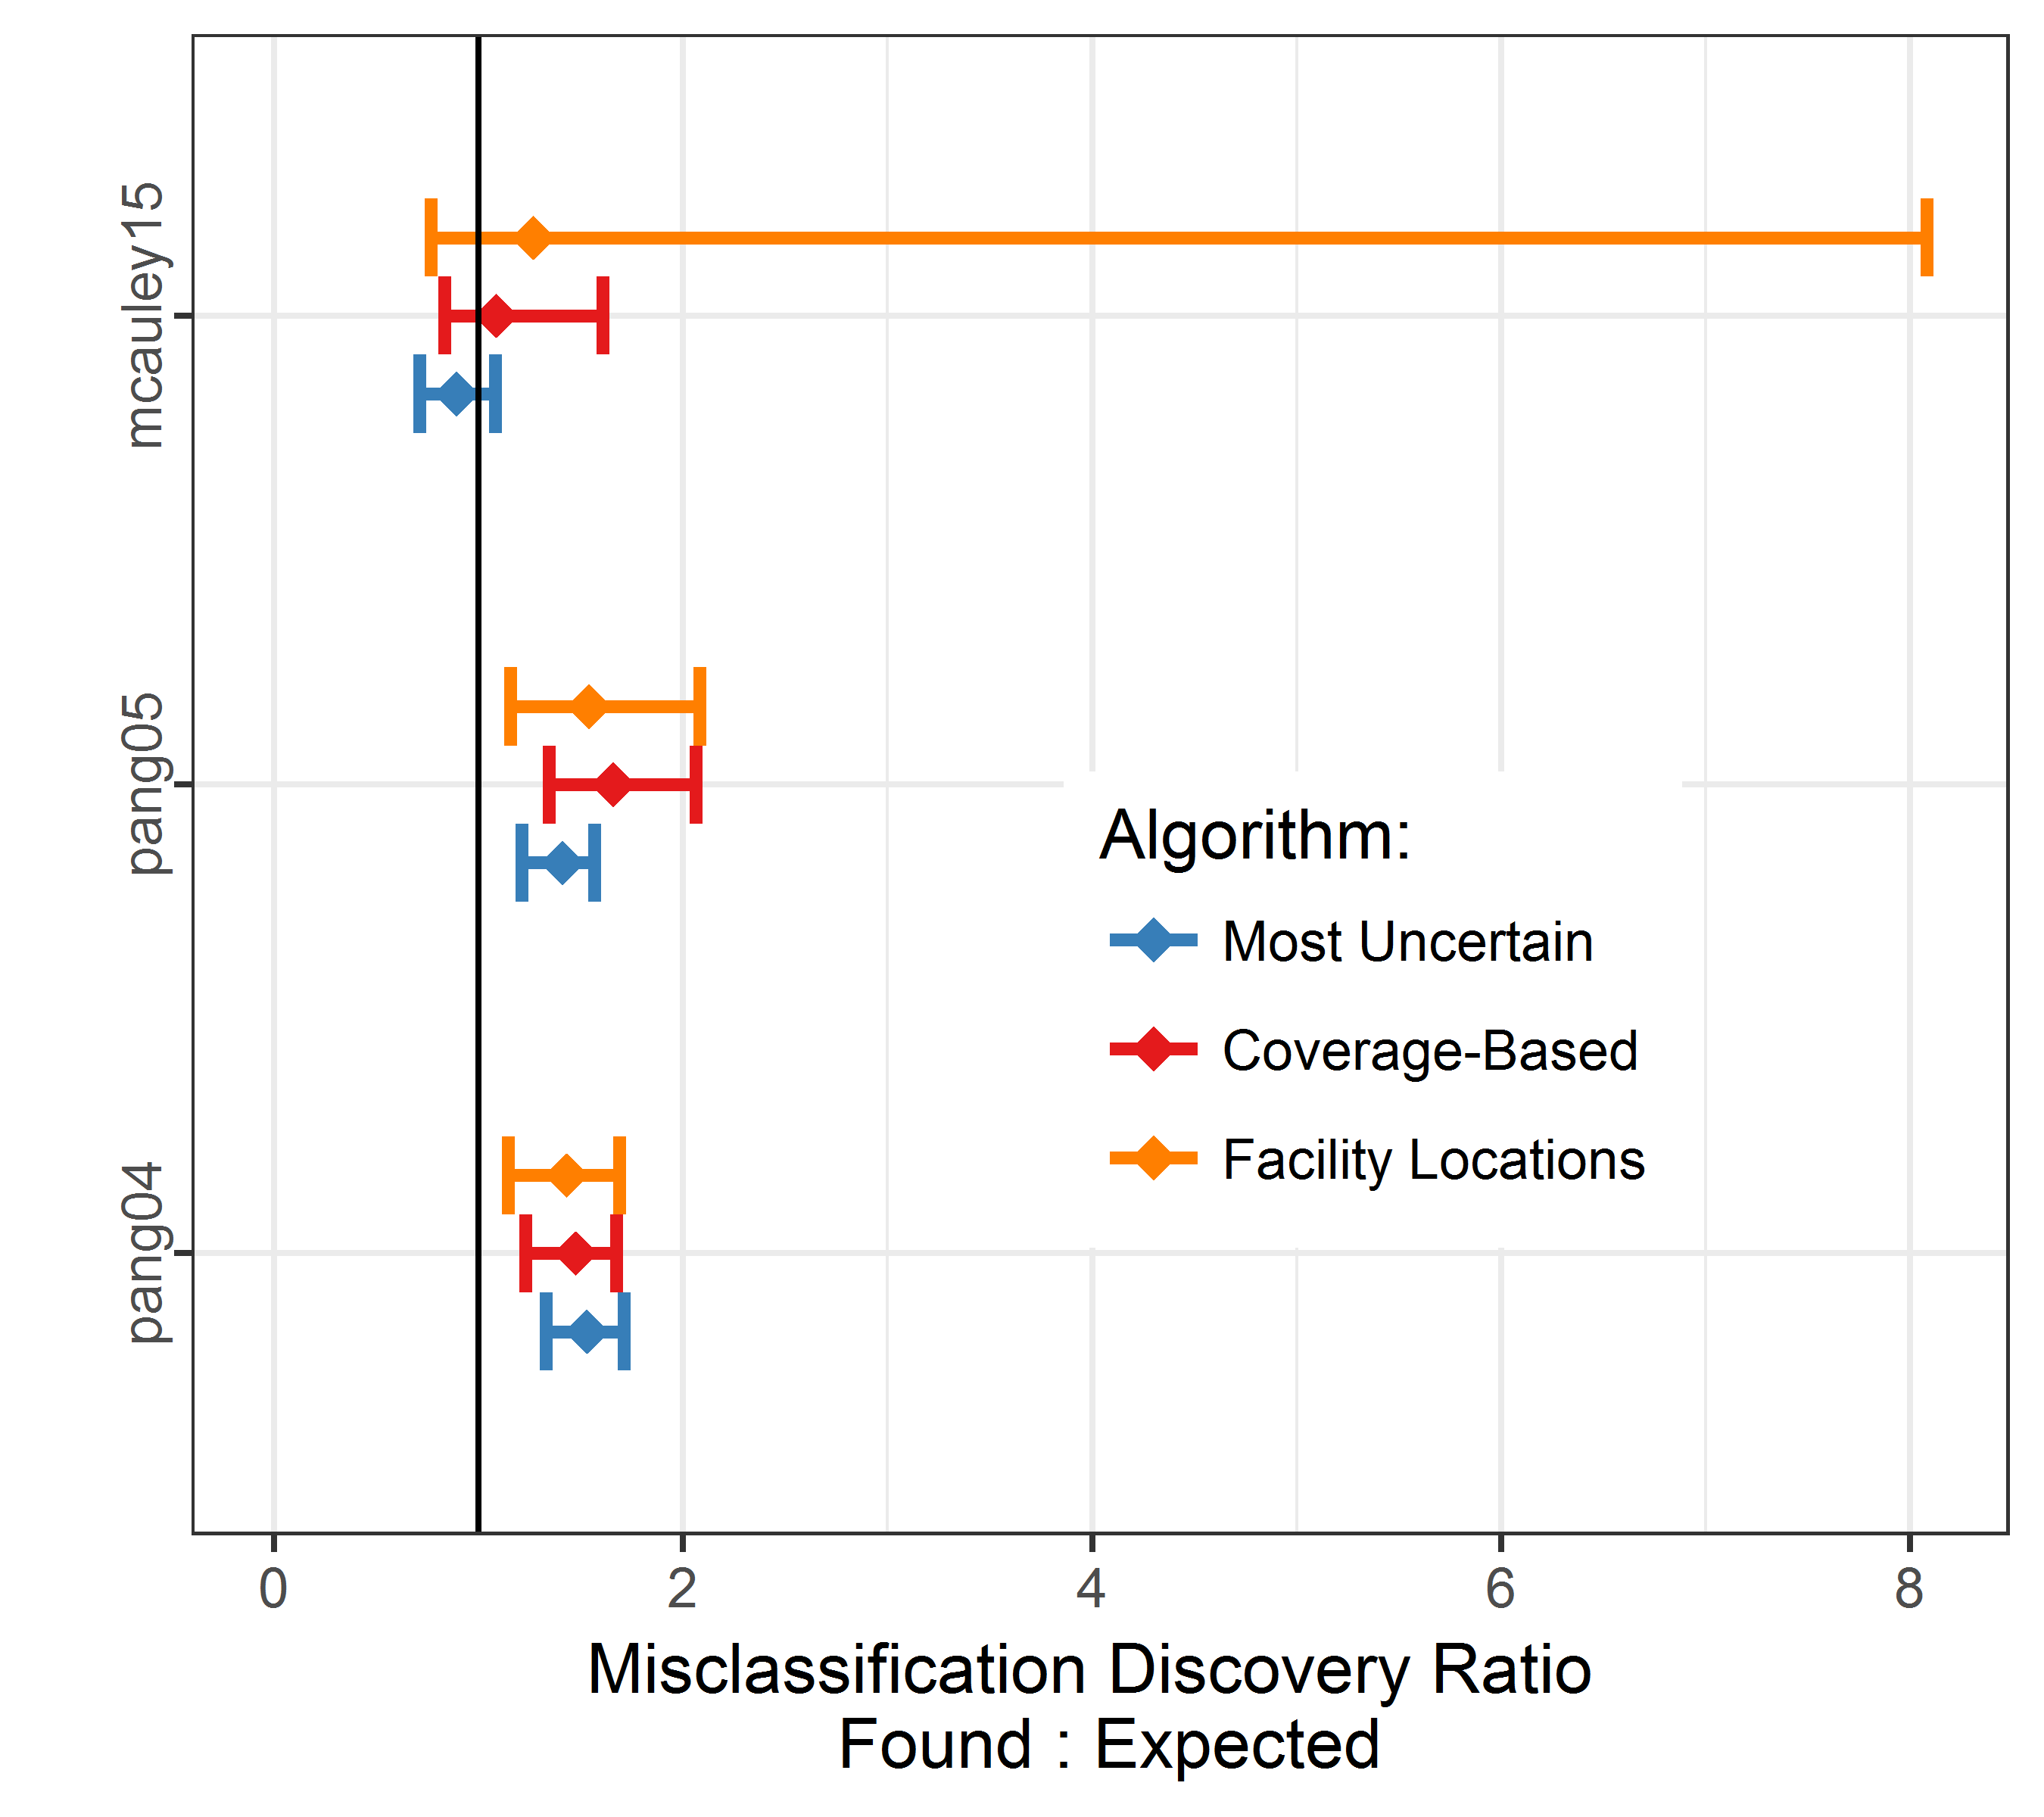 mcauley15
pang05
pang04
Algorithm:
Most Uncertain
Coverage-Based
Facility Locations
0 2 4 6 8
Misclassification Discovery Ratio
Found : Expected